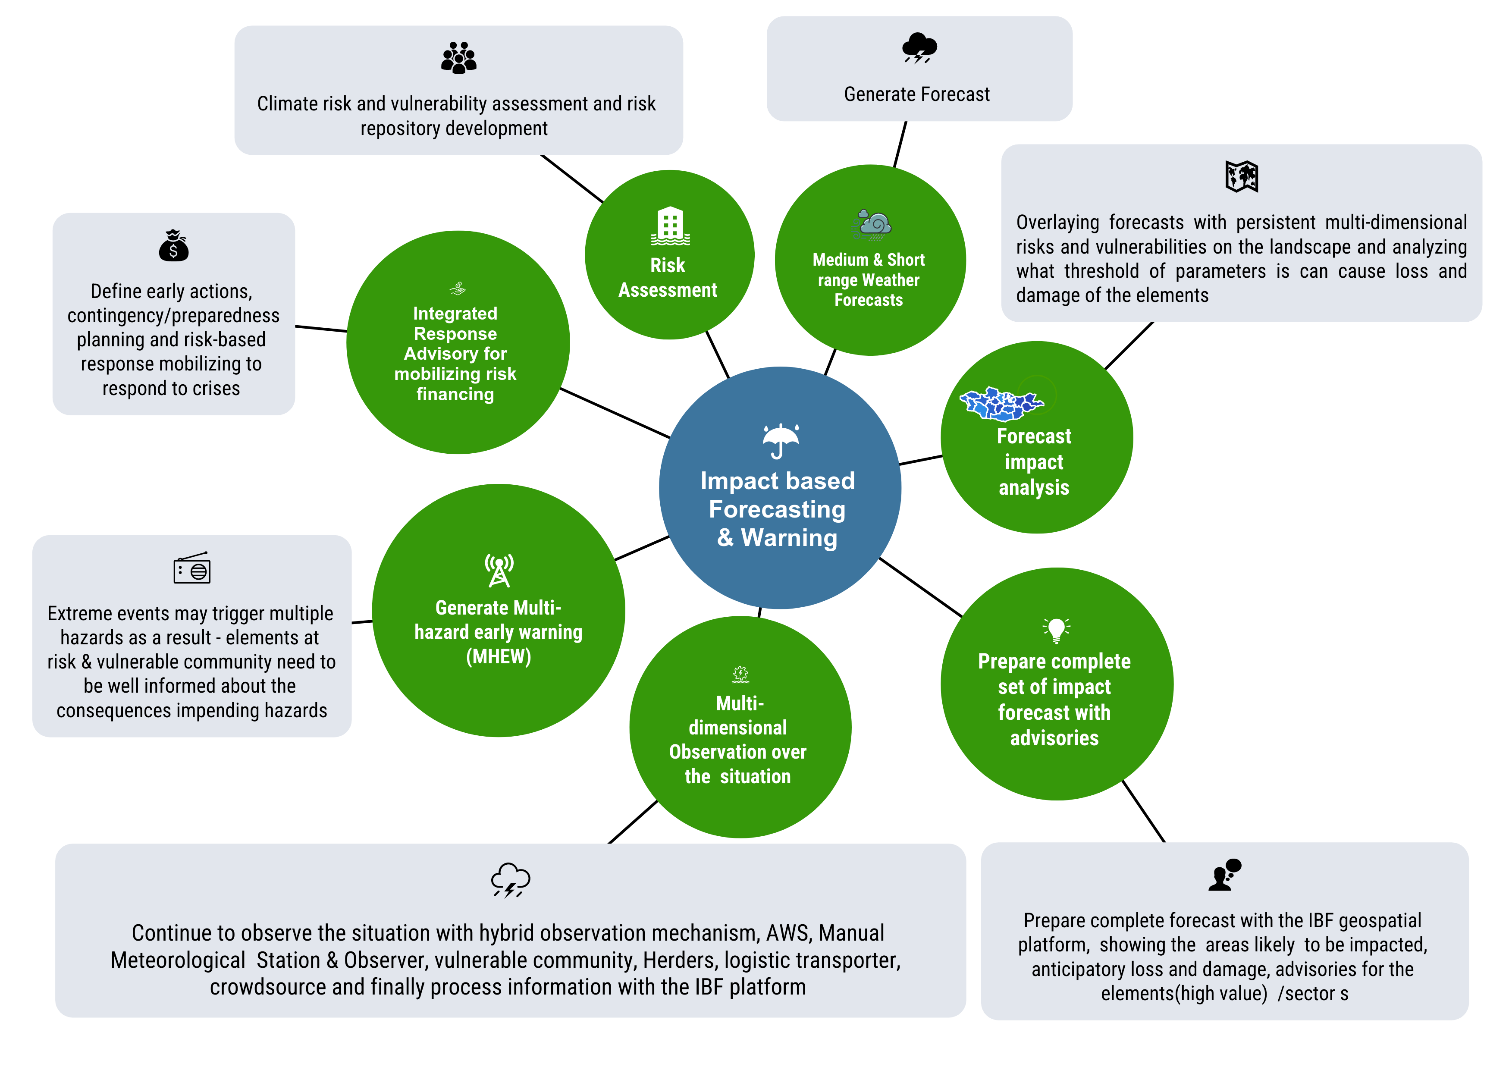 Climate risk and vulnerability assessment and risk
repository development
Generate Forecast
Overlaying forecasts with persistent multi-dimensional
risks and vulnerabilities on the landscape and analyzing
what threshold of parameters is can cause loss and
damage of the elements
Define early actions,
contingency/preparedness
planning and risk-based
response mobilizing to
respond to crises
Integrated
Response
Advisory for
mobilizing risk
financing
Risk
Assessment
Medium & Short
range Weather
Forecasts
Forecast
impact
analysis
Impact based
Forecasting
& Warning
Extreme events may trigger multiple
hazards as a result - elements at
risk & vulnerable community need to
be well informed about the
consequences impending hazards
Generate Multi-
hazard early warning
(MHEW)
Multi-
dimensional
Observation over
the situation
Prepare complete
set of impact
forecast with
advisories
Continue to observe the situation with hybrid observation mechanism, AWS, Manual
Meteorological Station & Observer, vulnerable community, Herders, logistic transporter,
crowdsource and finally process information with the IBF platform
Prepare complete forecast with the IBF geospatial
platform, showing the areas likely to be impacted,
anticipatory loss and damage, advisories for the
elements(high value) /sector s